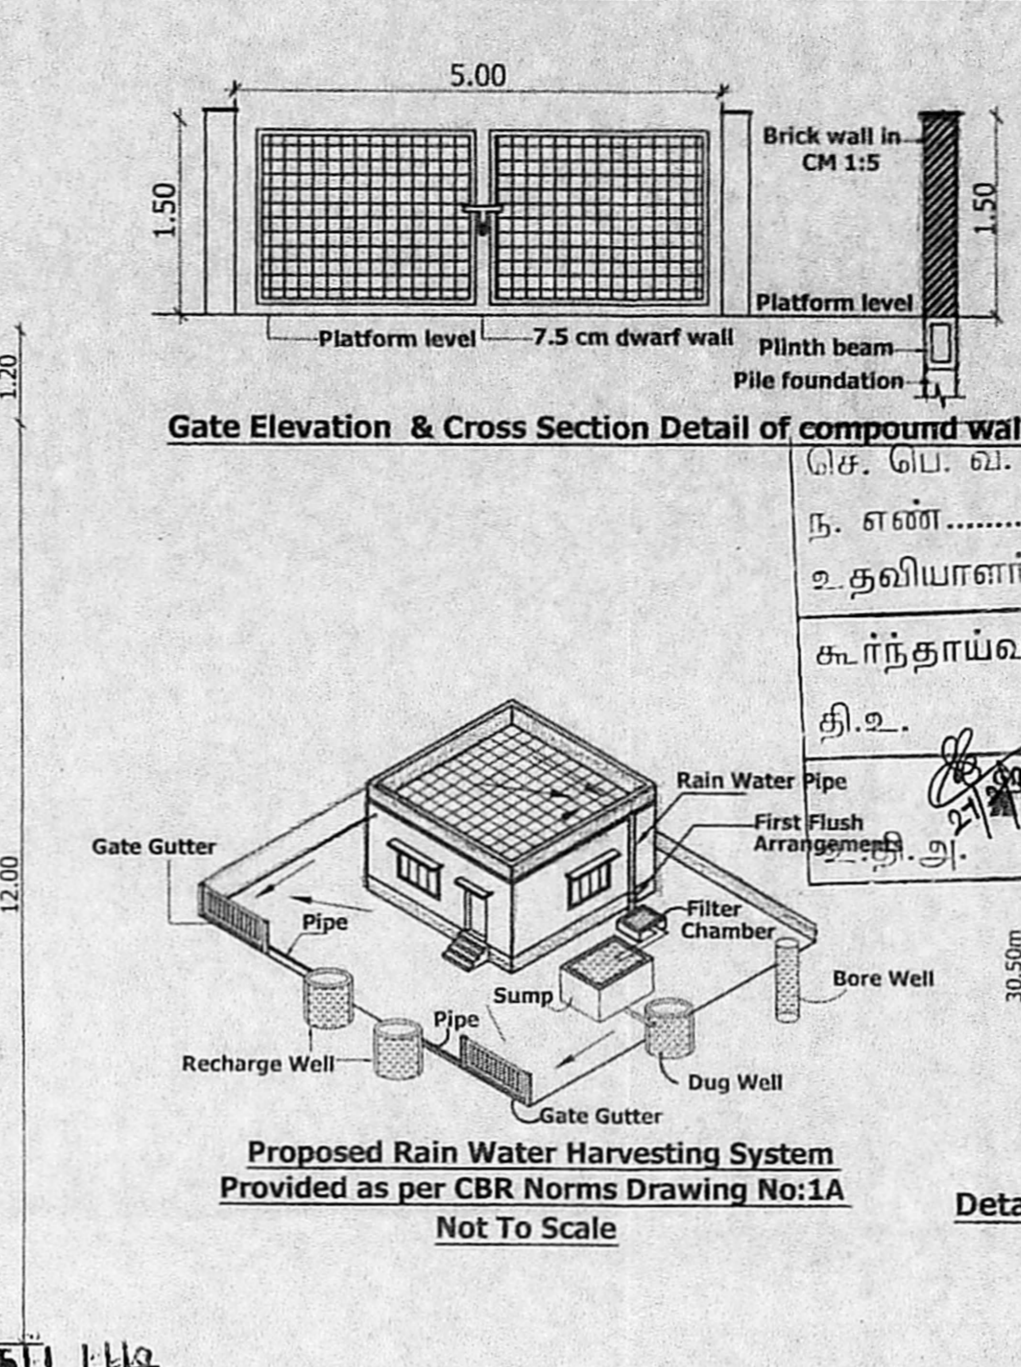 5.00
Brick wall in
CM 1:5
1.50
1.50
Platform level
Platform level
7.5 cm dwarf wall
Plinth beam
Pile foundation
1.20
Gate Elevation & Cross Section Detail of compound wal
செ. பெ. வ.
ந. எண்.........
உதவியாளர்
கூர்ந்தாய்வ
தி.உ.
27/
உ.தி.அ.
Rain Water Pipe
First Flush
Arrangements
Gate Gutter
12.00
Pipe
Filter
Chamber
30.50m
Bore Well
Sump
Pipe
Recharge Well
Dug Well
Gate Gutter
Proposed Rain Water Harvesting System
Provided as per CBR Norms Drawing No:1A
Not To Scale
Deta